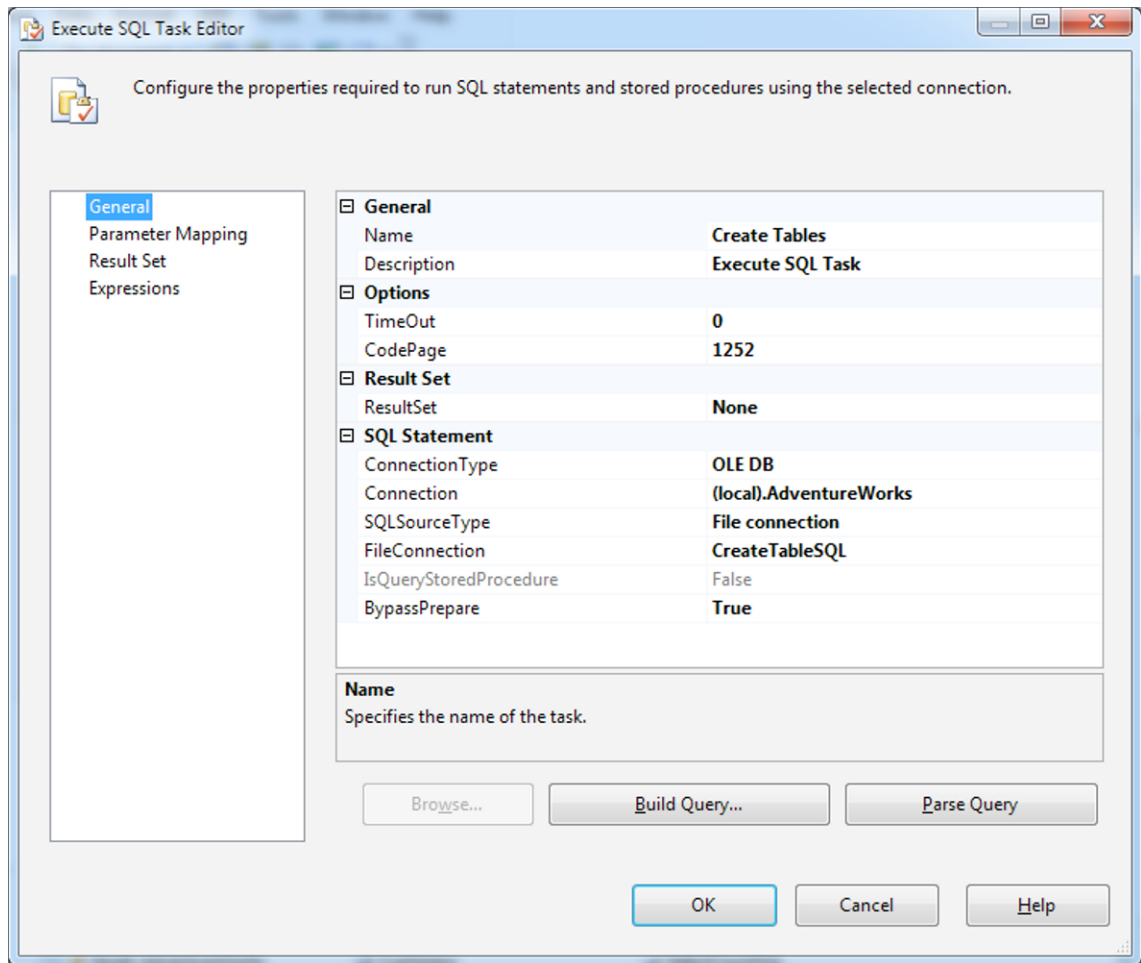 Execute SQL Task Editor
Configure the properties required to run SQL statements and stored procedures using the selected connection.
General
Parameter Mapping
Result Set
Expressions
General
Name Create Tables
Description Execute SQL Task
Options
TimeOut 0
CodePage 1252
Result Set
ResultSet None
SQL Statement
ConnectionType OLE DB
Connection (local).AdventureWorks
SQLSourceType File connection
FileConnection CreateTableSQL
IsQueryStoredProcedure False
BypassPrepare True
Name
Specifies the name of the task.
Browse... Build Query... Parse Query
OK Cancel Help